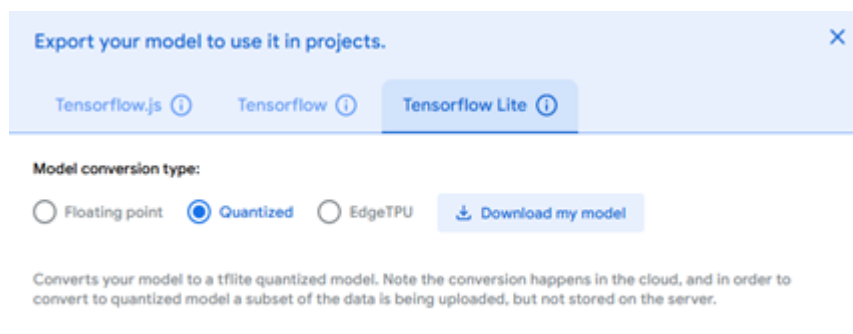 Export your model to use it in projects.
Tensorflow.js Tensorflow Tensorflow Lite
Model conversion type:
Floating point Quantized EdgeTPU Download my model
Converts your model to a tflite quantized model. Note the conversion happens in the cloud, and in order to
convert to quantized model a subset of the data is being uploaded, but not stored on the server.